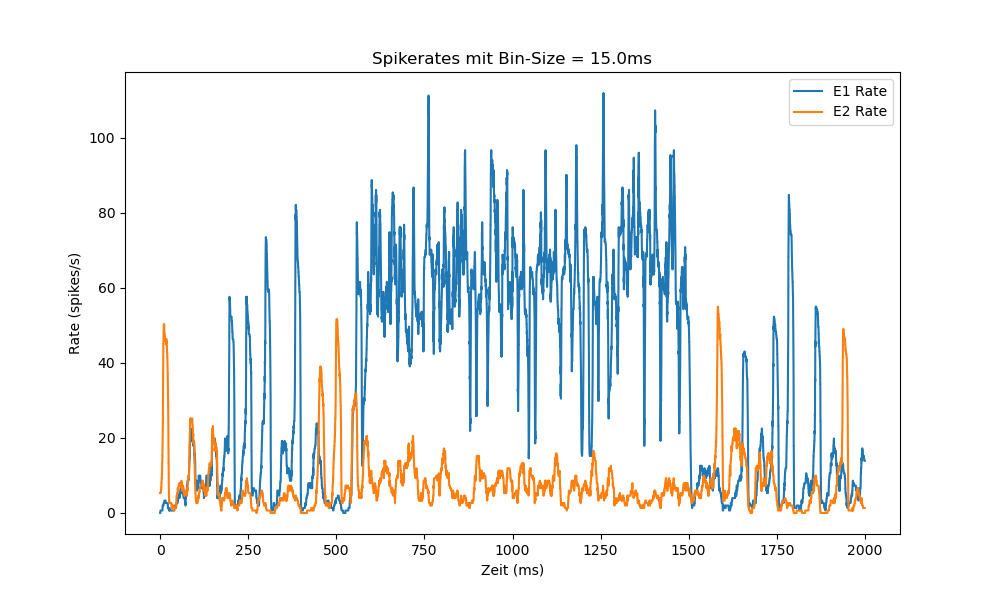 Spikerates mit Bin-Size = 15.0ms
E1 Rate
E2 Rate
Rate (spikes/s)
100
80
60
40
20
0
0 250 500 750 1000 1250 1500 1750 2000
Zeit (ms)